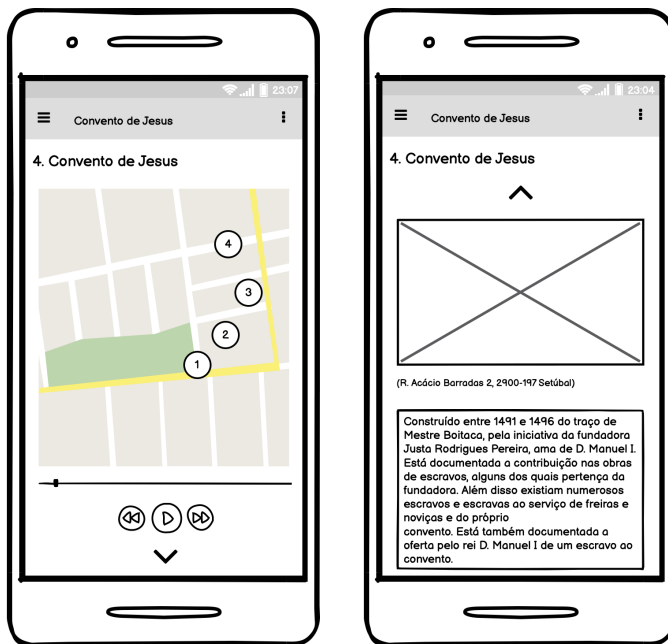 23:07
Convento de Jesus
4. Convento de Jesus
4
3
2
1
23:04
Convento de Jesus
4. Convento de Jesus
(R. Acácio Barradas 2, 2900-197 Setúbal)
Construído entre 1491 e 1496 do traço de
Mestre Boitaca, pela iniciativa da fundadora
Justa Rodrigues Pereira, ama de D. Manuel I.
Está documentada a contribuição nas obras
de escravos, alguns dos quais pertença da
fundadora. Além disso existiam numerosos
escravos e escravas ao serviço de freiras e
noviças e do próprio
convento. Está também documentada a
oferta pelo rei D. Manuel I de um escravo ao
convento.